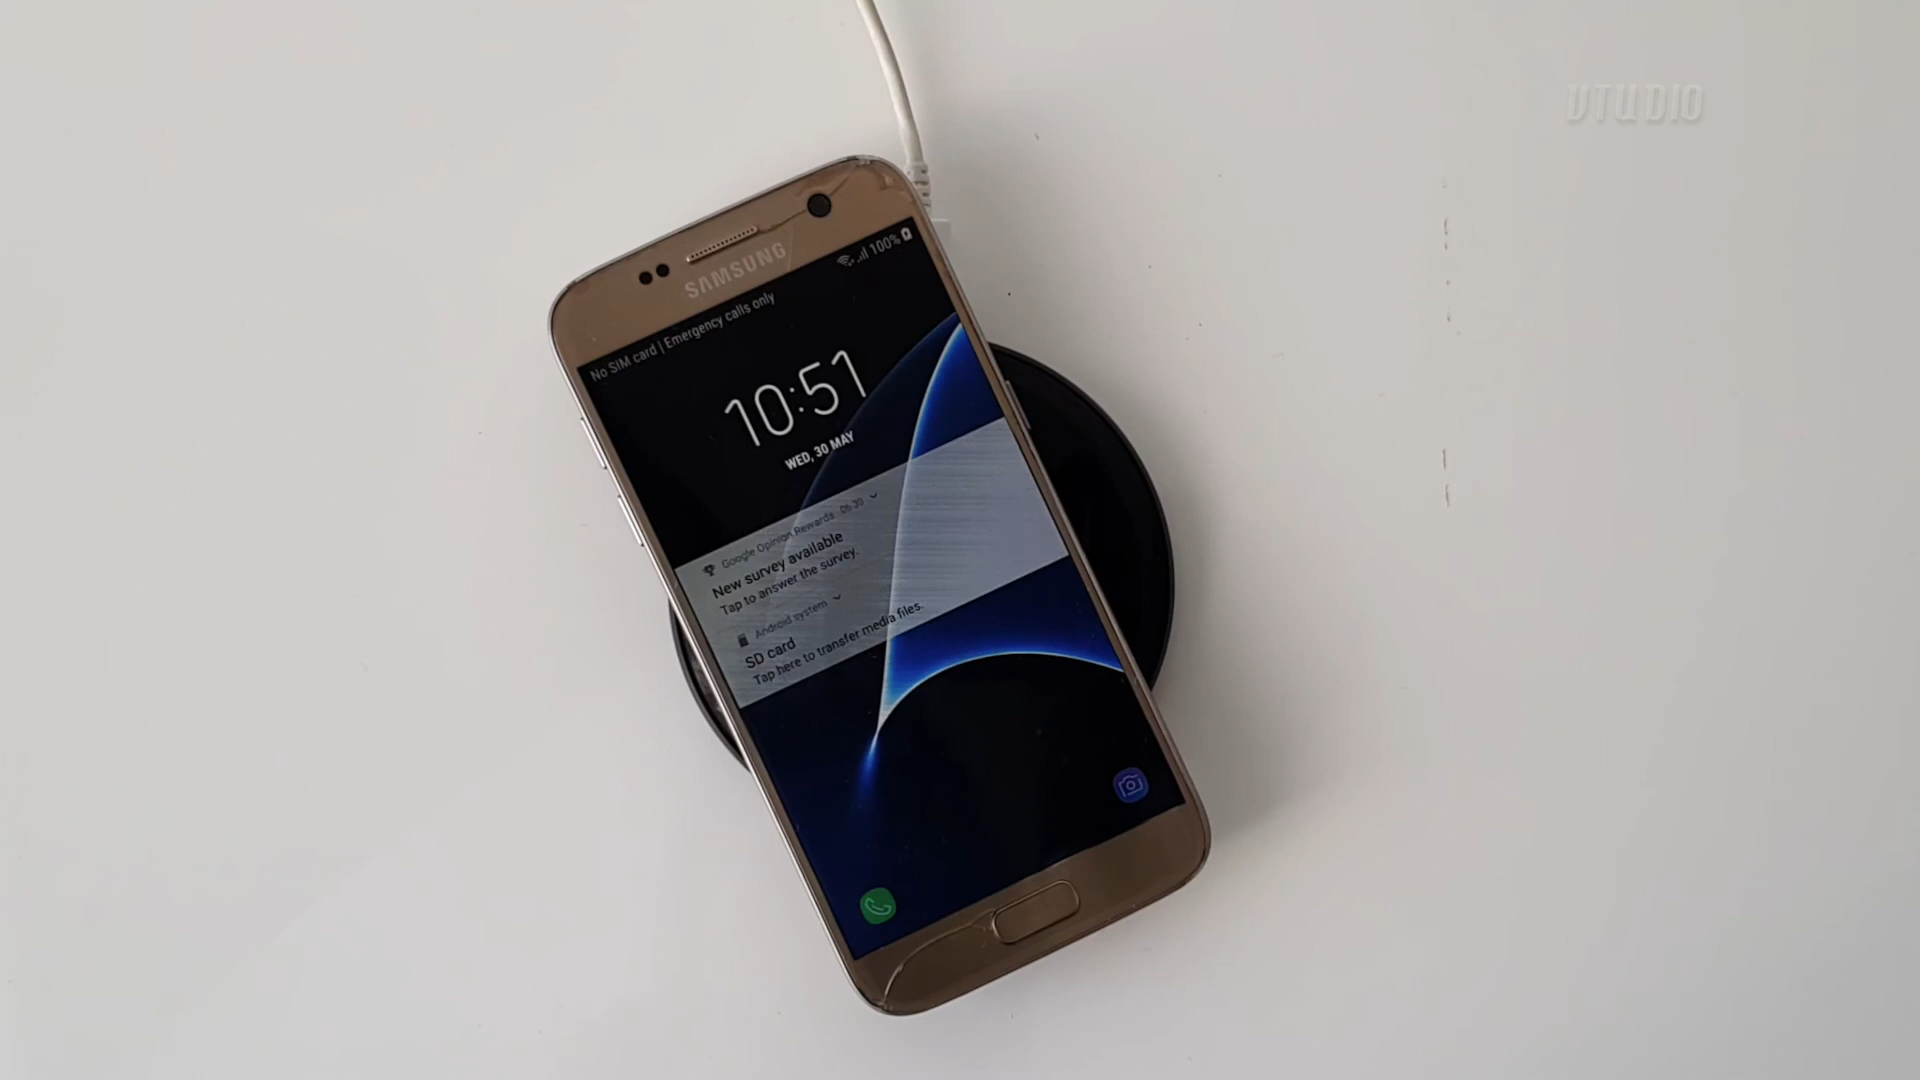 VTUDIO
SAMSUNG
100%
No SIM card | Emergency calls only
10:51
WED, 30 MAY
Google Opinion Rewards · 06:30
New survey available
Tap to answer the survey.
Android system
SD card
Tap here to transfer media files.